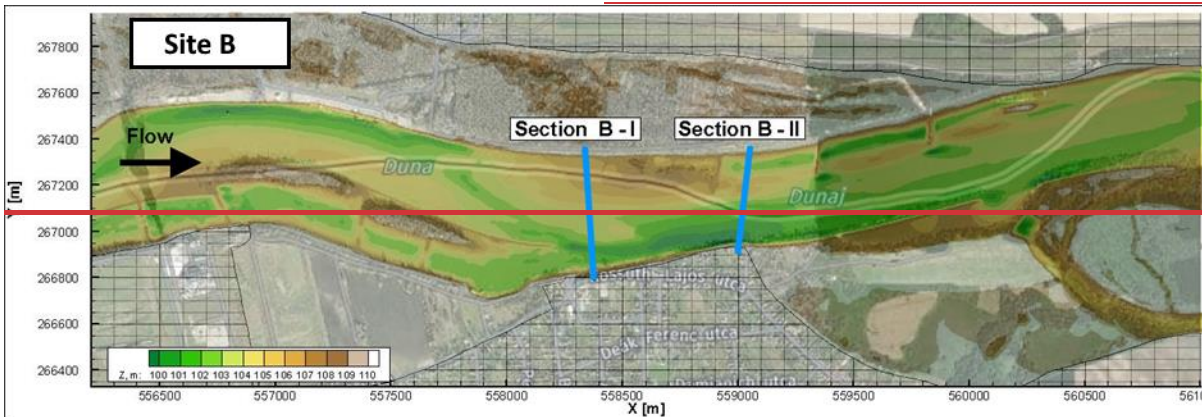 Site B
267800
267600
267400
267200
267000
266800
266600
266400
[m]
Flow
Section B - I
Section B - II
Duna
Dunaj
Kossuth-Lajos utca
Deák Ferenc utca
Z, m: 100 101 102 103 104 105 106 107 108 109 110
556500 557000 557500 558000 558500 559000 559500 560000 560500
X [m]